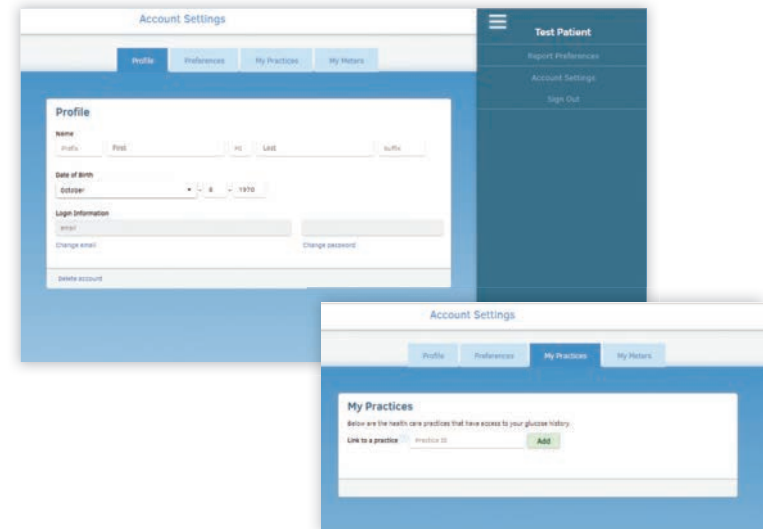 Account Settings
Test Patient
Report Preferences
Account Settings
Sign Out
Profile Preferences My Practices My Meters
Profile
Name
Prefix First MI Last Suffix
Date of Birth
October - 8 - 1970
Login Information
email
Change email Change password
Delete account
Account Settings
Profile Preferences My Practices My Meters
My Practices
Below are the health care practices that have access to your glucose history.
Link to a practice Practice ID Add